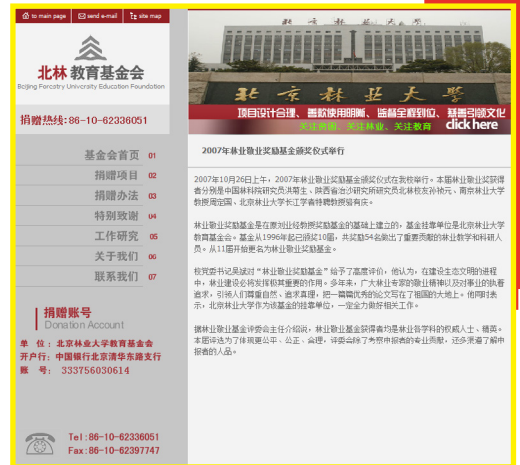 to main page
send e-mail
site map
北林教育基金会
Beijing Forestry University Education Foundation
捐赠热线:86-10-62336051
基金会首页 01
捐赠项目 02
捐赠办法 03
特别致谢 04
工作研究 05
关于我们 06
联系我们 07
捐赠账号
Donation Account
单 位：北京林业大学教育基金会
开户行：中国银行北京清华东路支行
账 号： 333756030614
Tel:86-10-62336051
Fax:86-10-62397747
北京林业大学
项目设计合理、善款使用明晰、监督全程到位、慈善引领文化
关注贫困、关注林业、关注教育 click here
2007年林业敬业奖励基金颁奖仪式举行
2007年10月26日上午，2007年林业敬业奖励基金颁奖仪式在我校举行。本届林业敬业奖获得
者分别是中国林科院研究员洪菊生、陕西省治沙研究所研究员北林校友孙祯元、南京林业大学
教授周定国、北京林业大学长江学者特聘教授骆有庆。
林业敬业奖励基金是在原刘业经教授奖励基金的基础上建立的，基金挂靠单位是北京林业大学
教育基金会。基金从1996年起已颁奖10届，共奖励54名做出了重要贡献的林业教学和科研人
员。从11届开始更名为林业敬业奖励基金。
校党委书记吴斌对“林业敬业奖励基金”给予了高度评价，他认为，在建设生态文明的进程
中，林业建设必将发挥极其重要的作用。多年来，广大林业专家的敬业精神以及对事业的执着
追求，引领人们尊重自然、追求真理，把一篇篇优秀的论文写在了祖国的大地上。他同时表
示，北京林业大学作为该基金的挂靠单位，一定全力做好相关工作。
据林业敬业奖励基金评委会主任介绍说，林业敬业基金获得者均是林业各学科的权威人士、精英。
本届评选为了体现更公平、公正、合理，评委会除了考察申报者的专业贡献，还多渠道了解申
报者的人品。